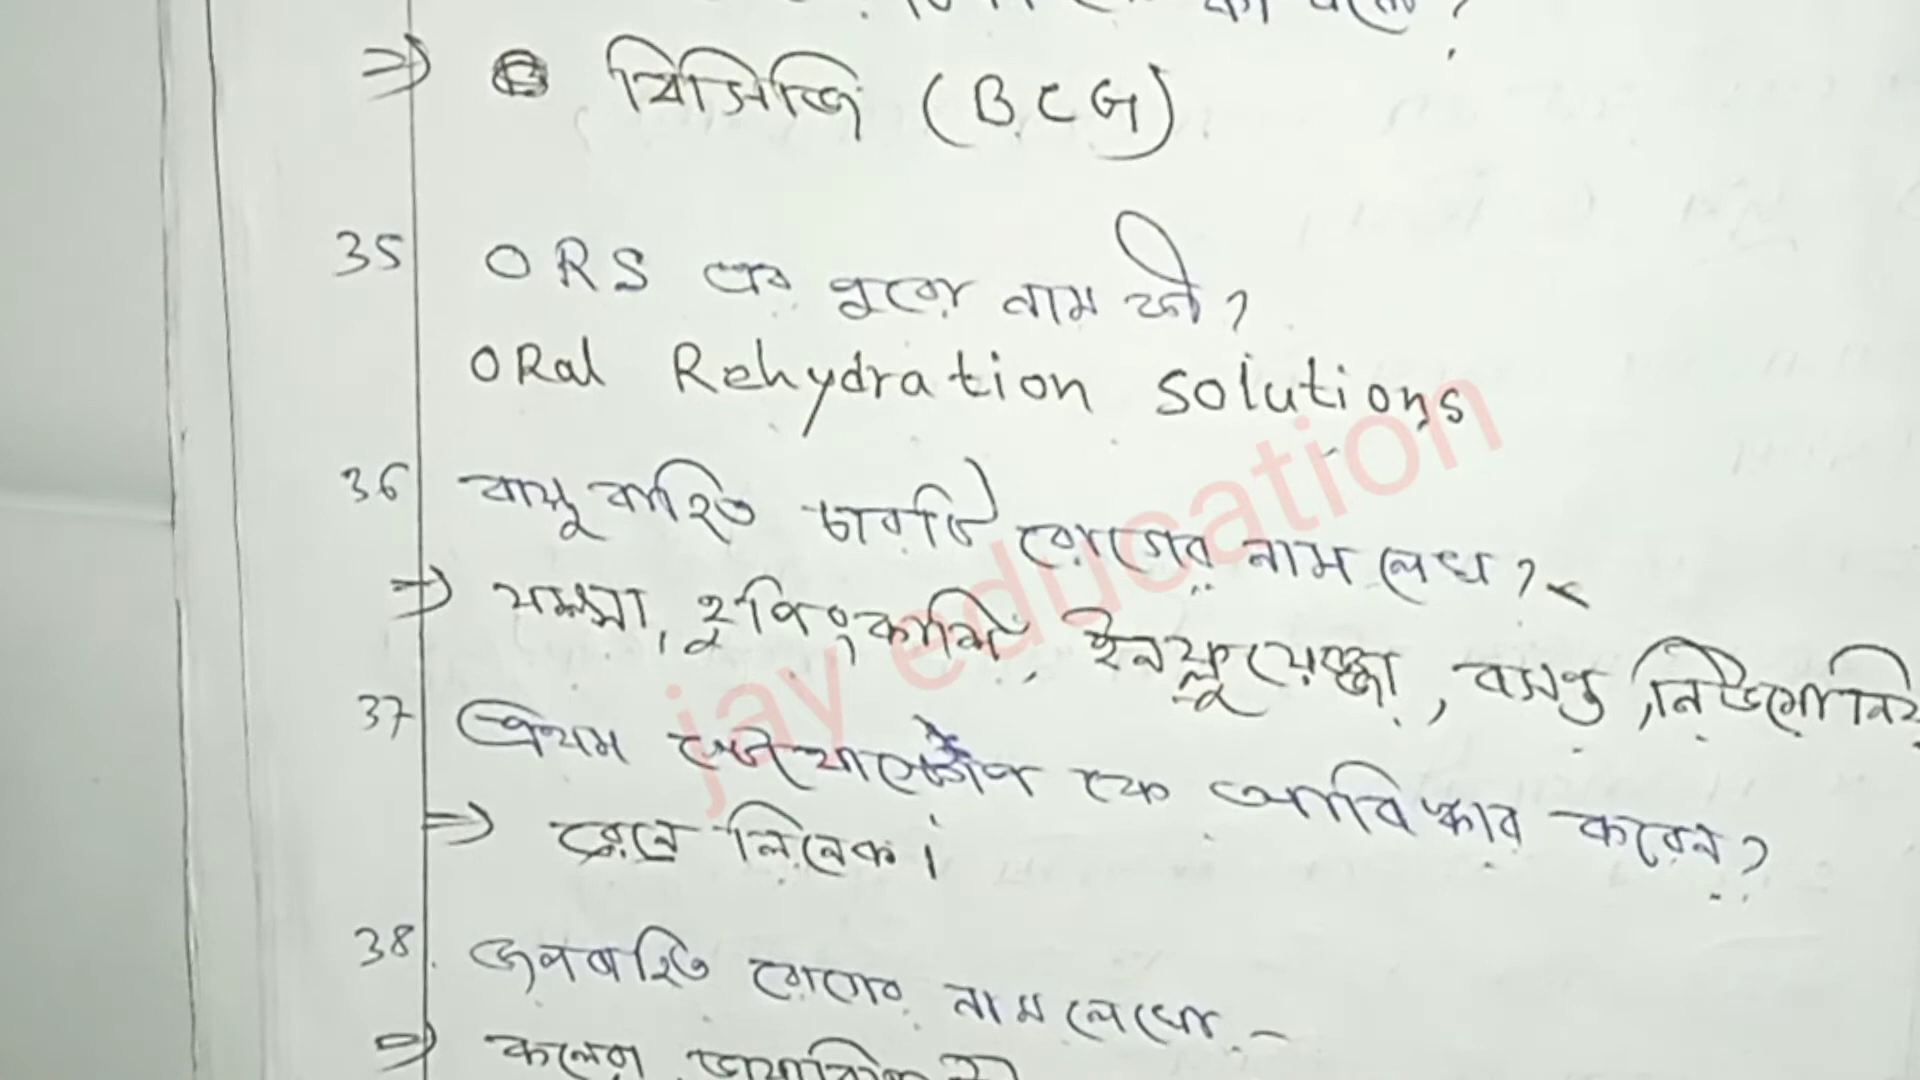 ⇒ বিসিজি (BCG)
35 ORS এর পুরো নাম কী?
ORal Rehydration solutions
36 বায়ুবাহিত চারটি রোগের নাম লেখ?
⇒ যক্ষ্মা, হুপিং কাশি, ইনফ্লুয়েঞ্জা, বসন্ত, নিউমোনিয়
37 প্রথম স্টেথোস্কোপ কে আবিষ্কার করেন?
⇒ রেনে লিনেক।
38. জলবাহিত রোগের নাম লেখো -
⇒ কলেরা,
jay education